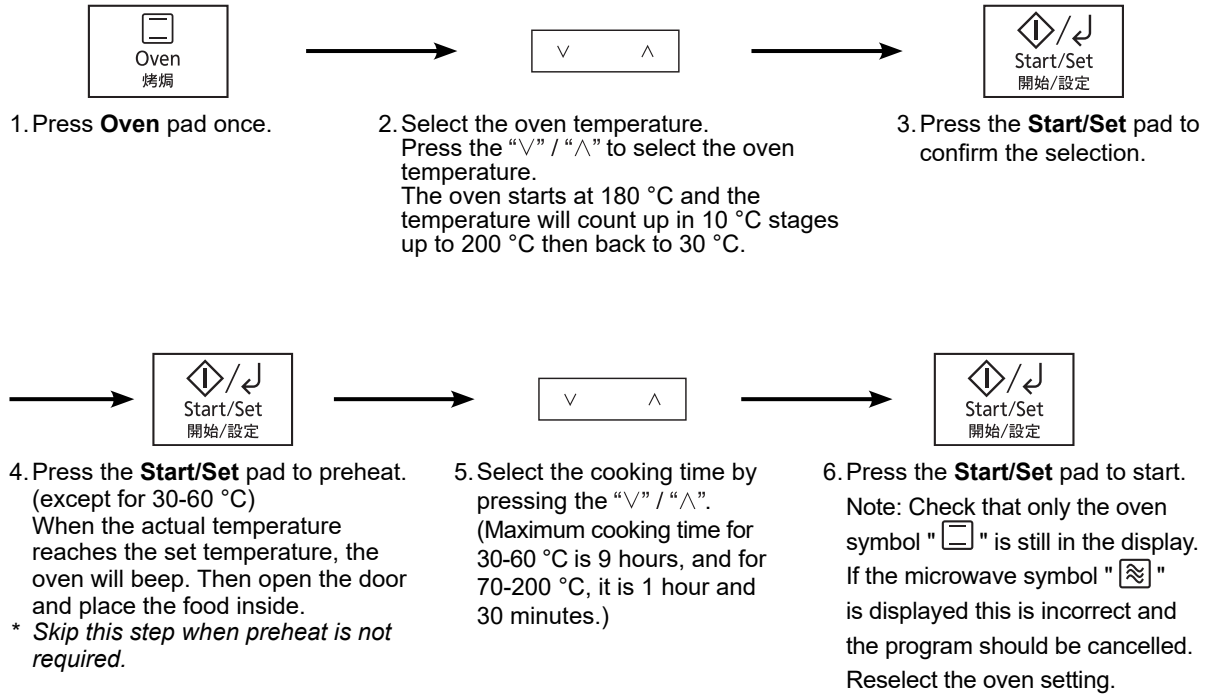 Oven
烤焗
∨ ∧
Start/Set
開始/設定
1. Press Oven pad once.
2. Select the oven temperature.
Press the “∨” / “∧” to select the oven
temperature.
The oven starts at 180 °C and the
temperature will count up in 10 °C stages
up to 200 °C then back to 30 °C.
3. Press the Start/Set pad to
confirm the selection.
Start/Set
開始/設定
∨ ∧
Start/Set
開始/設定
4. Press the Start/Set pad to preheat.
(except for 30-60 °C)
When the actual temperature
reaches the set temperature, the
oven will beep. Then open the door
and place the food inside.
* Skip this step when preheat is not
required.
5. Select the cooking time by
pressing the “∨” / “∧”.
(Maximum cooking time for
30-60 °C is 9 hours, and for
70-200 °C, it is 1 hour and
30 minutes.)
6. Press the Start/Set pad to start.
Note: Check that only the oven
symbol " " is still in the display.
If the microwave symbol " "
is displayed this is incorrect and
the program should be cancelled.
Reselect the oven setting.